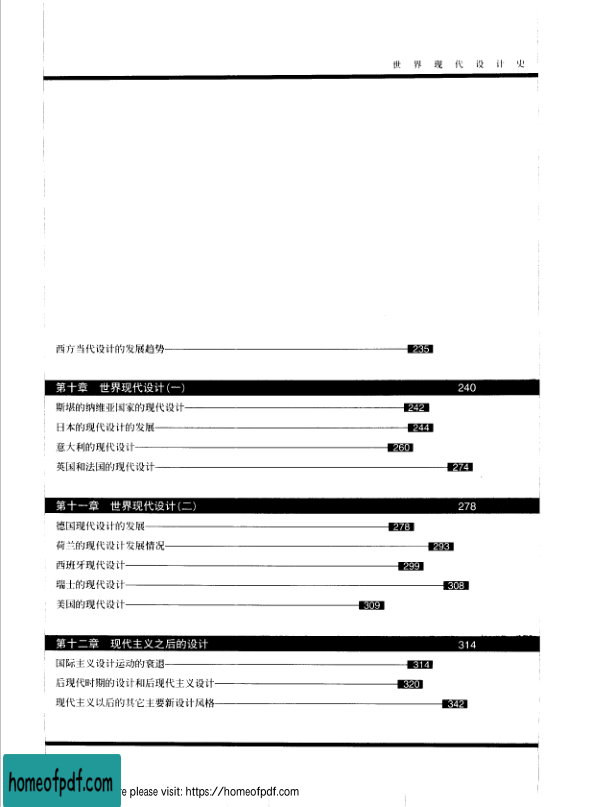 世界现代设计史
西方当代设计的发展趋势 235
第十章 世界现代设计(一) 240
斯堪的纳维亚国家的现代设计 242
日本的现代设计的发展 244
意大利的现代设计 260
英国和法国的现代设计 274
第十一章 世界现代设计(二) 278
德国现代设计的发展 278
荷兰的现代设计发展情况 293
西班牙现代设计 299
瑞士的现代设计 308
美国的现代设计 309
第十二章 现代主义之后的设计 314
国际主义设计运动的衰退 314
后现代时期的设计和后现代主义设计 320
现代主义以后的其它主要新设计风格 342
homeofpdf.com
please visit: https://homeofpdf.com